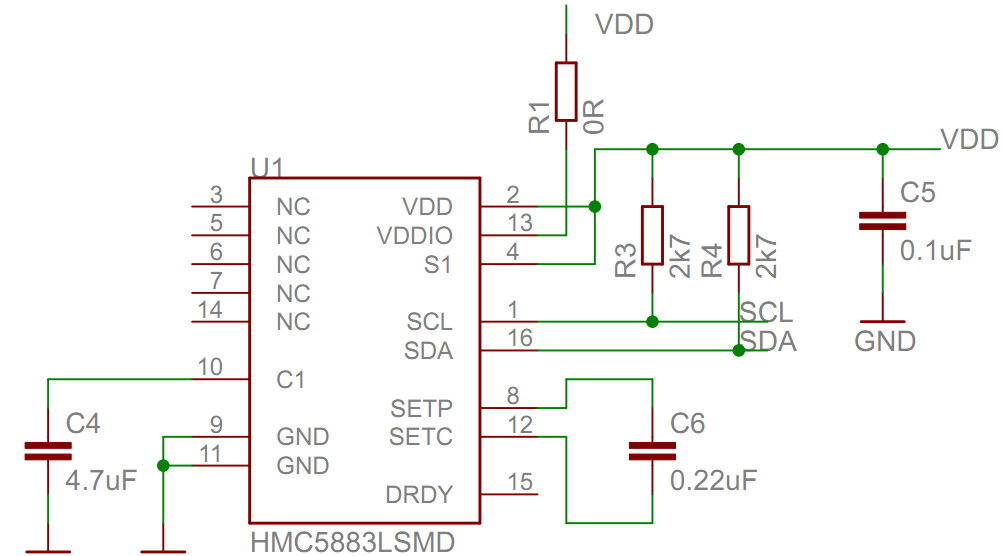 VDD
R1
0R
VDD
U1
C5
0.1uF
GND
3
NC
VDD
2
5
NC
VDDIO
13
6
NC
S1
4
7
NC
14
NC
SCL
1
SDA
16
R3
2k7
R4
2k7
SCL
SDA
10
C1
C4
4.7uF
9
GND
11
GND
SETP
8
SETC
12
C6
0.22uF
DRDY
15
HMC5883LSMD